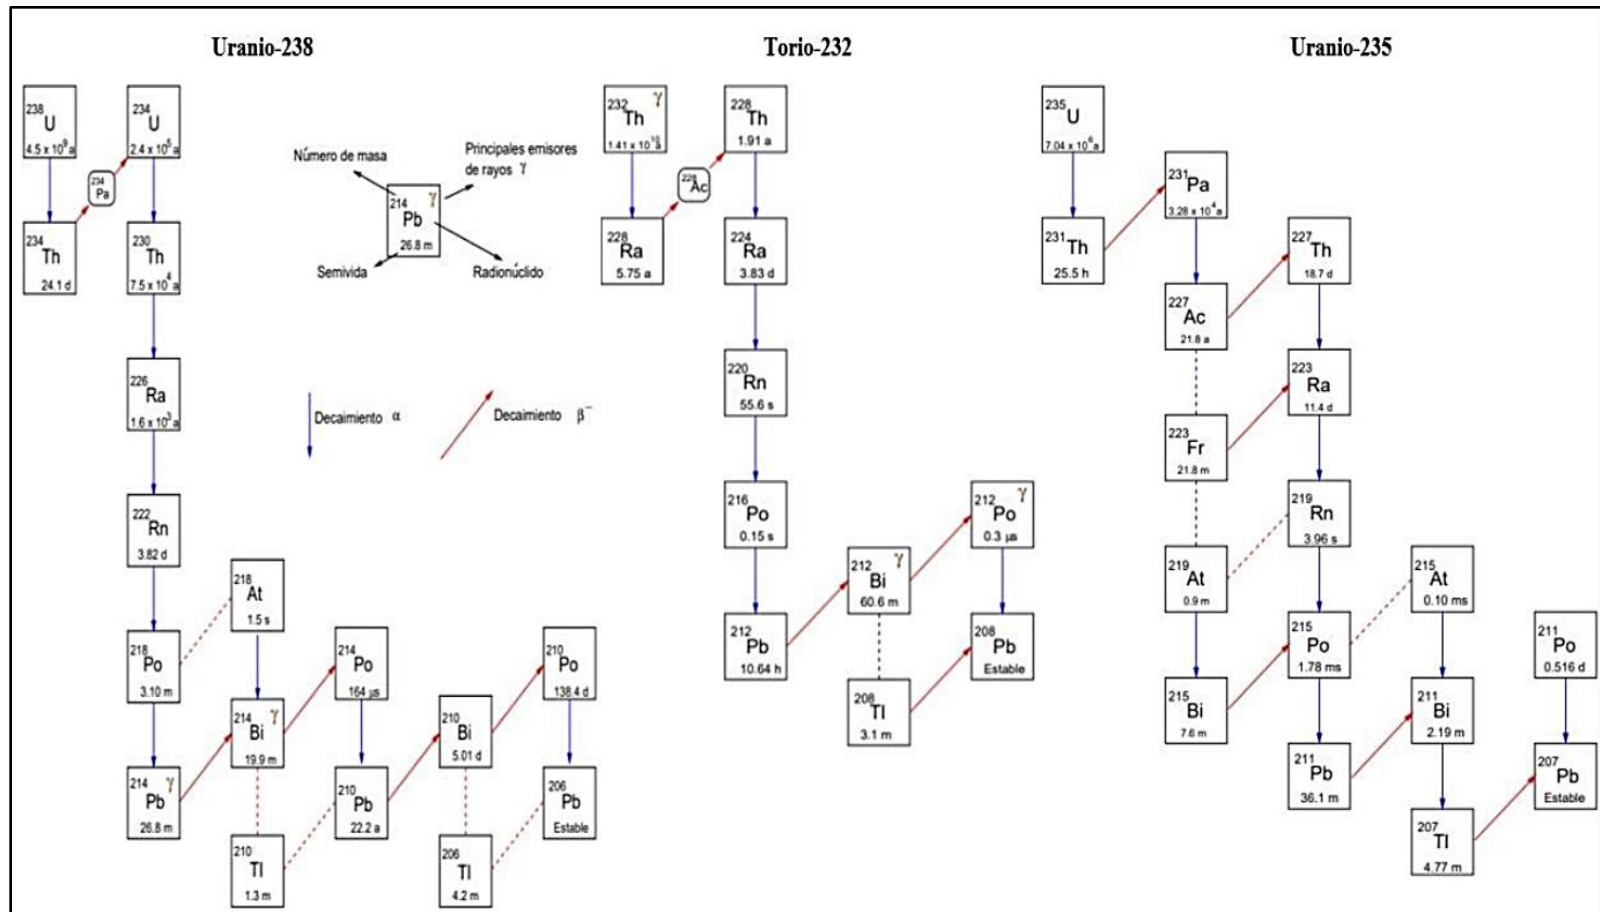 Uranio-238
Torio-232
Uranio-235
238
U
4.5 x 10⁹ a
234
Pa
234
U
2.4 x 10⁵ a
234
Th
24.1 d
230
Th
7.5 x 10⁴ a
226
Ra
1.6 x 10³ a
222
Rn
3.82 d
218
Po
3.10 m
218
At
1.5 s
214
Pb γ
26.8 m
214
Bi γ
19.9 m
214
Po
164 µs
210
Tl
1.3 m
210
Pb
22.2 a
210
Bi
5.01 d
210
Po
138.4 d
206
Tl
4.2 m
206
Pb
Estable
Número de masa
Principales emisores
de rayos γ
214 γ
Pb
26.8 m
Semivida
Radionúclido
Decaimiento α
Decaimiento β⁻
232 γ
Th
1.41 x 10¹⁰ a
228
Ac
228
Th
1.91 a
228
Ra
5.75 a
224
Ra
3.83 d
220
Rn
55.6 s
216
Po
0.15 s
212
Pb
10.64 h
212 γ
Bi
60.6 m
212 γ
Po
0.3 µs
208
Tl
3.1 m
208
Pb
Estable
235
U
7.04 x 10⁶ a
231
Th
25.5 h
231
Pa
3.28 x 10⁴ a
227
Ac
21.8 a
227
Th
18.7 d
223
Fr
21.8 m
223
Ra
11.4 d
219
At
0.9 m
219
Rn
3.96 s
215
Bi
7.6 m
215
Po
1.78 ms
215
At
0.10 ms
211
Pb
36.1 m
211
Bi
2.19 m
211
Po
0.516 d
207
Tl
4.77 m
207
Pb
Estable